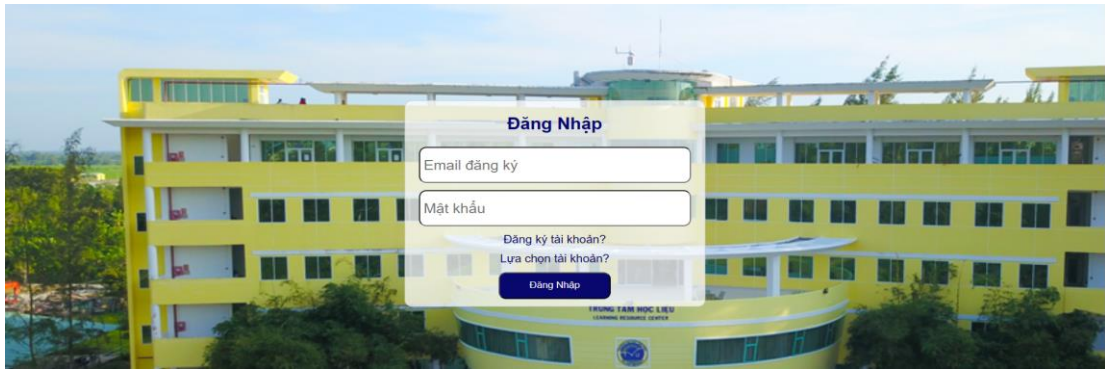 Đăng Nhập
Email đăng ký
Mật khẩu
Đăng ký tài khoản?
Lựa chọn tài khoản?
Đăng Nhập
TRUNG TÂM HỌC LIỆU
LEARNING RESOURCE CENTER